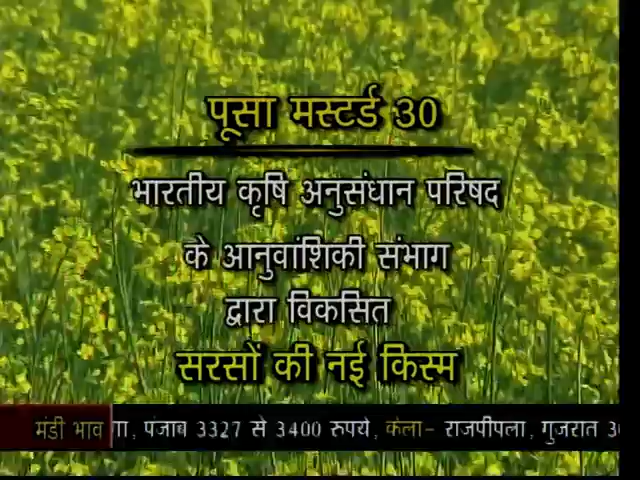 पूसा मस्टर्ड 30
भारतीय कृषि अनुसंधान परिषद
के आनुवांशिकी संभाग
द्वारा विकसित
सरसों की नई किस्म
मंडी भाव पंजाब 3327 से 3400 रुपये, केला- राजपीपला, गुजरात